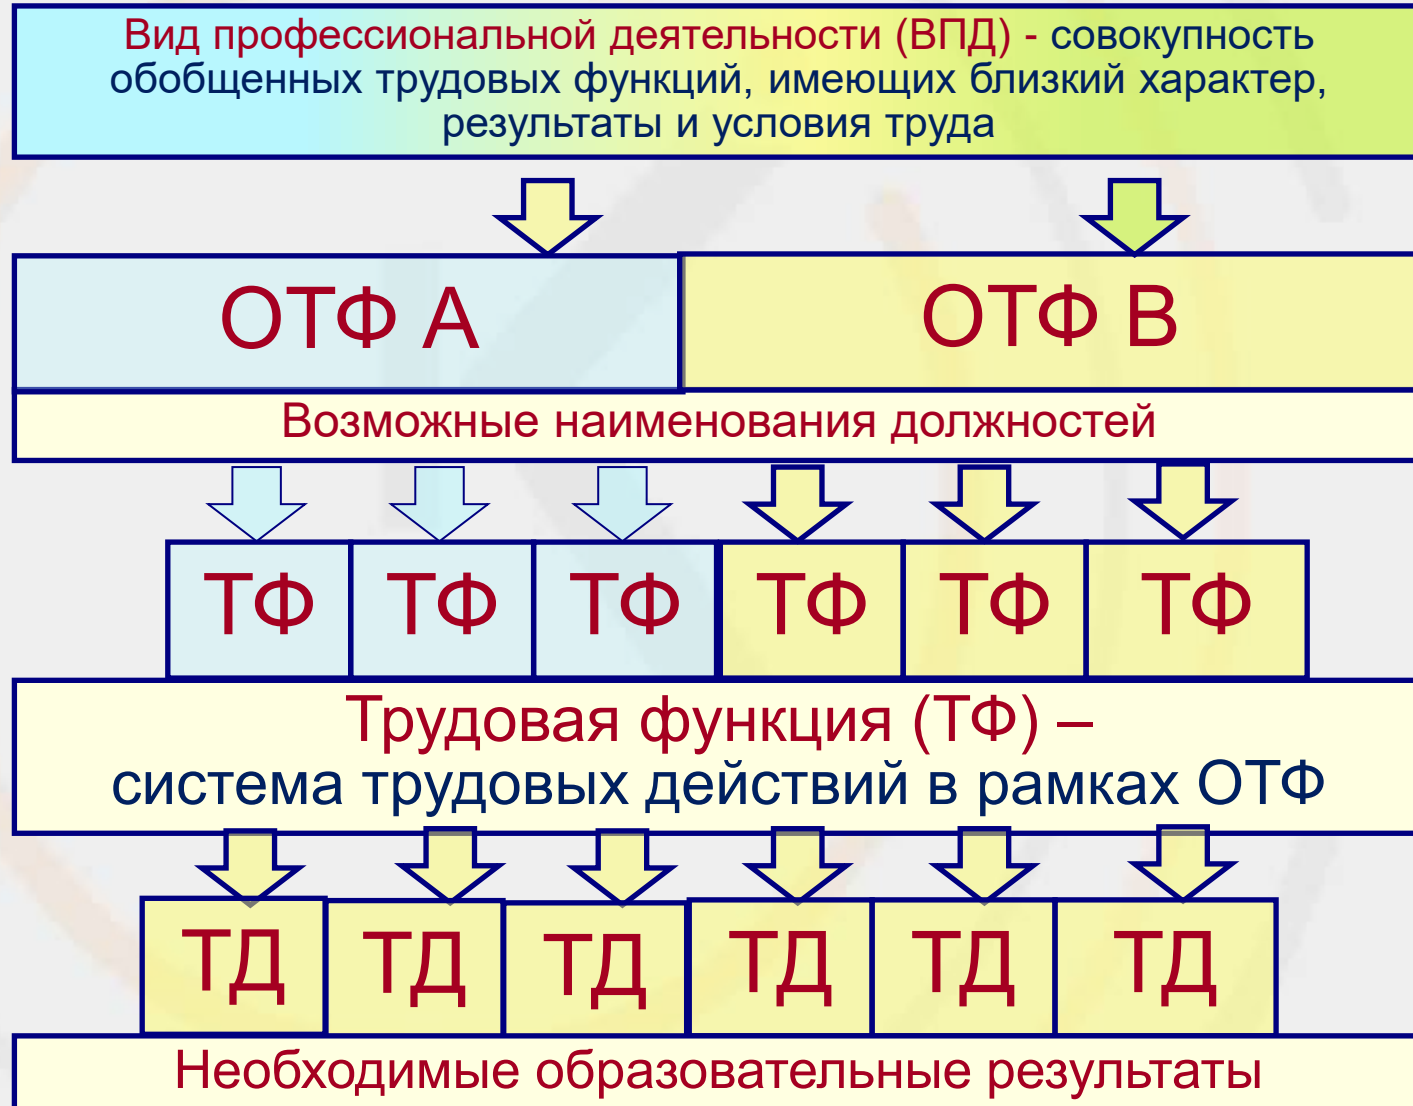 Вид профессиональной деятельности (ВПД) - совокупность
обобщенных трудовых функций, имеющих близкий характер,
результаты и условия труда
ОТФ А ОТФ В
Возможные наименования должностей
ТФ ТФ ТФ ТФ ТФ ТФ
Трудовая функция (ТФ) –
система трудовых действий в рамках ОТФ
ТД ТД ТД ТД ТД ТД
Необходимые образовательные результаты